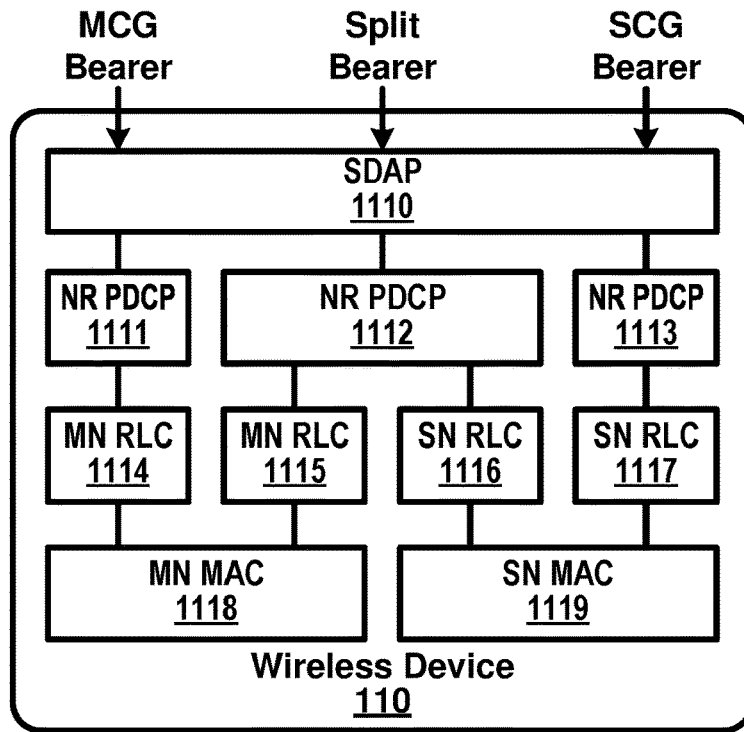 MCG
Bearer
Split
Bearer
SCG
Bearer
SDAP
1110
NR PDCP
1111
NR PDCP
1112
NR PDCP
1113
MN RLC
1114
MN RLC
1115
SN RLC
1116
SN RLC
1117
MN MAC
1118
SN MAC
1119
Wireless Device
110